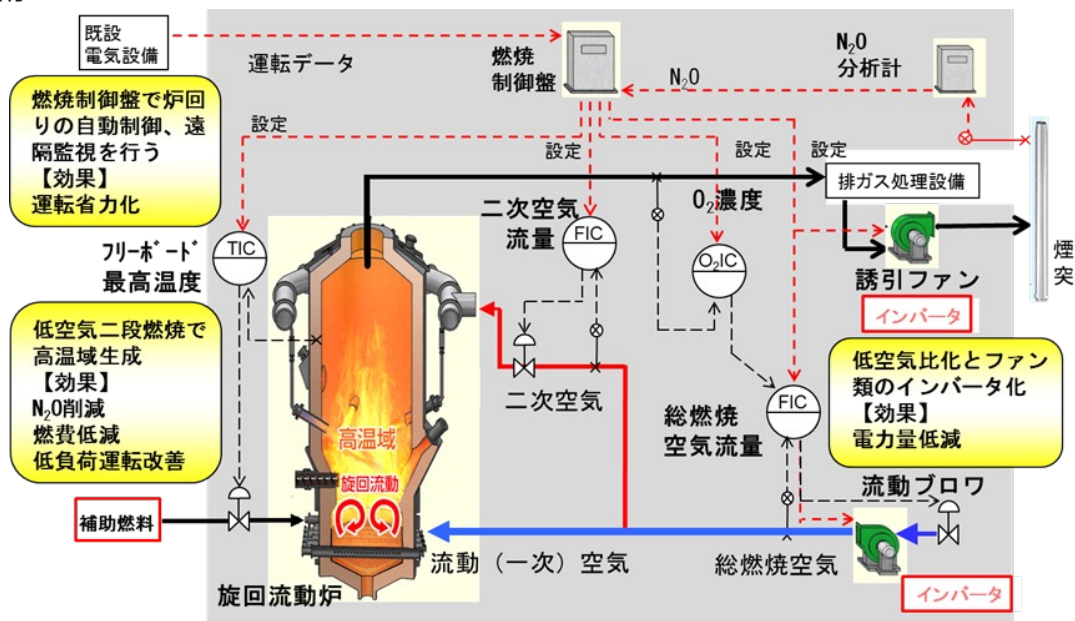 既設
電気設備
運転データ
燃焼
制御盤
N₂O
N₂O
分析計
燃焼制御盤で炉回
りの自動制御、遠
隔監視を行う
【効果】
運転省力化
設定
設定
設定
設定
排ガス処理設備
二次空気
流量
O₂濃度
TIC
FIC
O₂IC
フリーボード
最高温度
誘引ファン
インバータ
煙
突
低空気二段燃焼で
高温域生成
【効果】
N₂O削減
燃費低減
低負荷運転改善
低空気比化とファン
類のインバータ化
【効果】
電力量低減
二次空気
総燃焼
空気流量
FIC
高温域
旋回流動
流動ブロワ
補助燃料
流動（一次）空気
総燃焼空気
インバータ
旋回流動炉